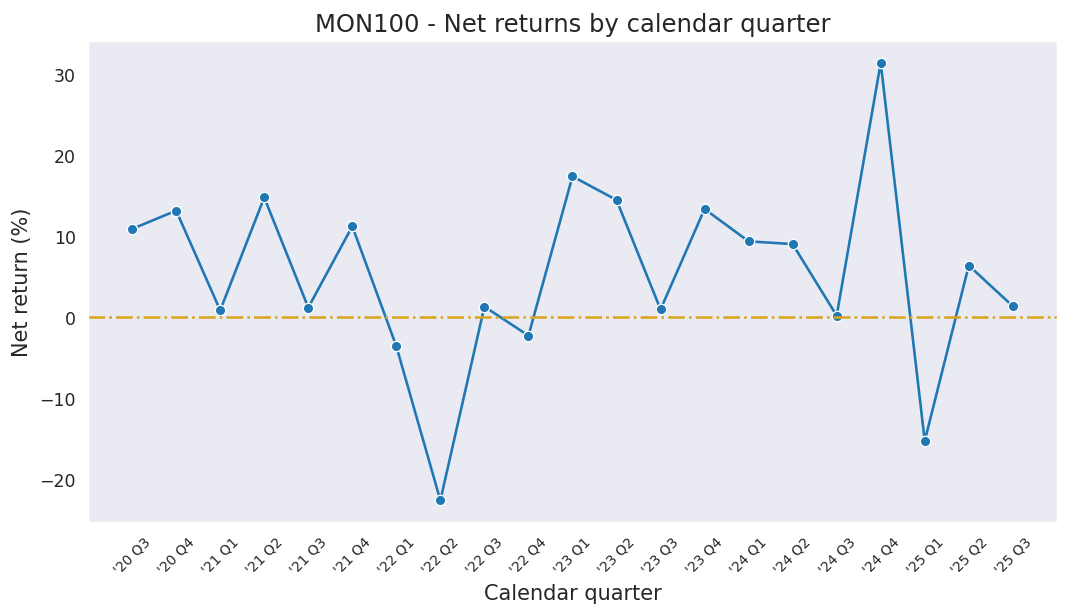 MON100 - Net returns by calendar quarter
Net return (%)
30
20
10
0
−10
−20
'20 Q3
'20 Q4
'21 Q1
'21 Q2
'21 Q3
'21 Q4
'22 Q1
'22 Q2
'22 Q3
'22 Q4
'23 Q1
'23 Q2
'23 Q3
'23 Q4
'24 Q1
'24 Q2
'24 Q3
'24 Q4
'25 Q1
'25 Q2
'25 Q3
Calendar quarter